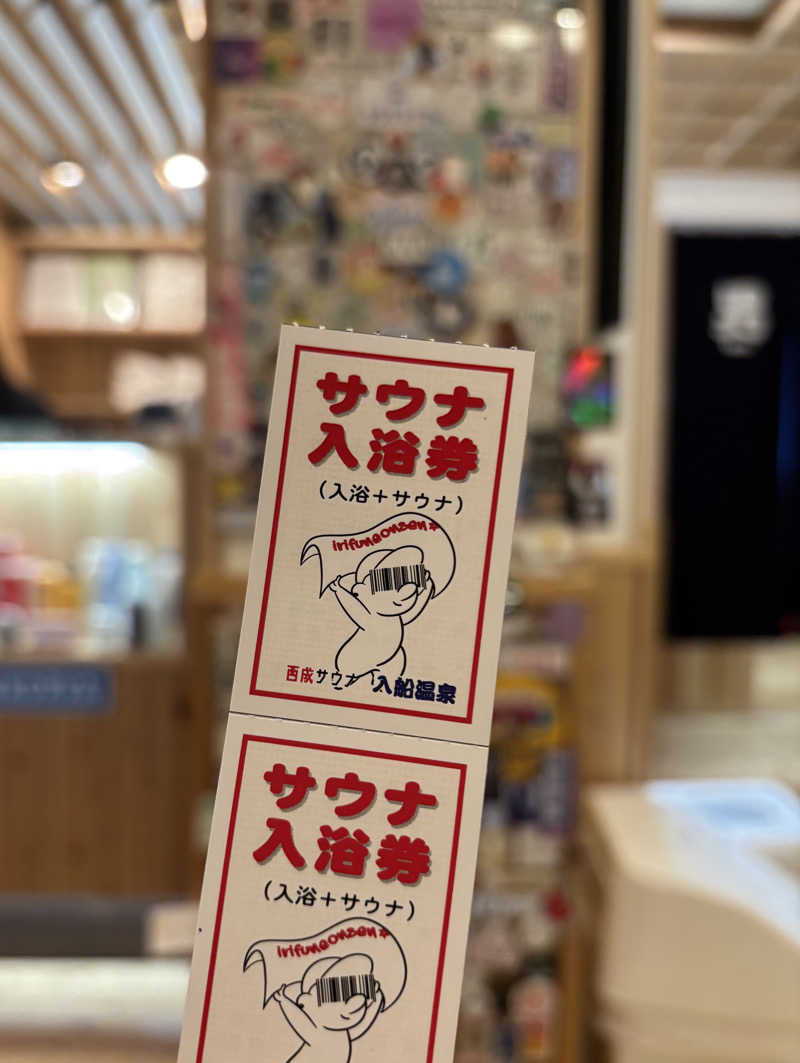 サウナ
入浴券
(入浴+サウナ)
irifuneonsen
西成サウナ 入船温泉
サウナ
入浴券
(入浴+サウナ)
irifuneonsen
男